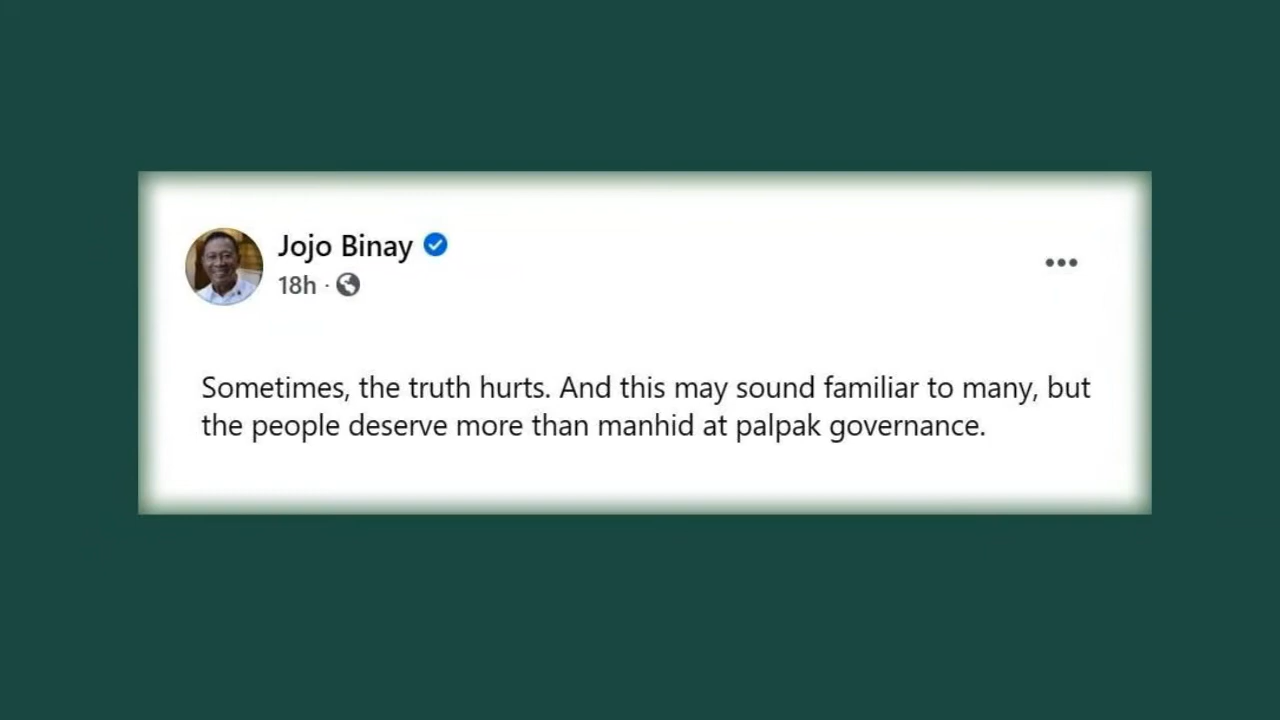 Jojo Binay
18h ·
Sometimes, the truth hurts. And this may sound familiar to many, but
the people deserve more than manhid at palpak governance.